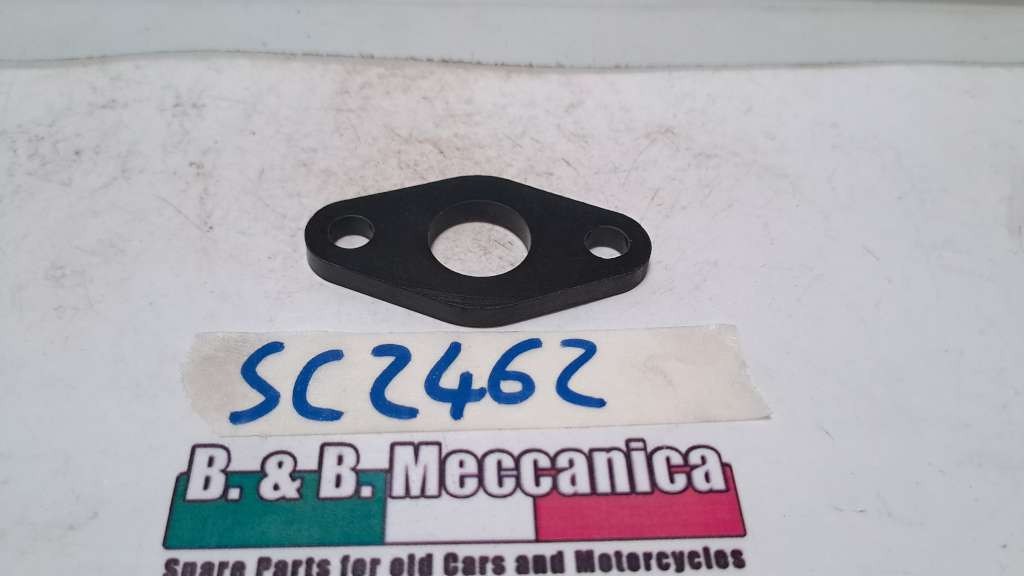 SC2462
B. & B. Meccanica
Spare Parts for old Cars and Motorcycles